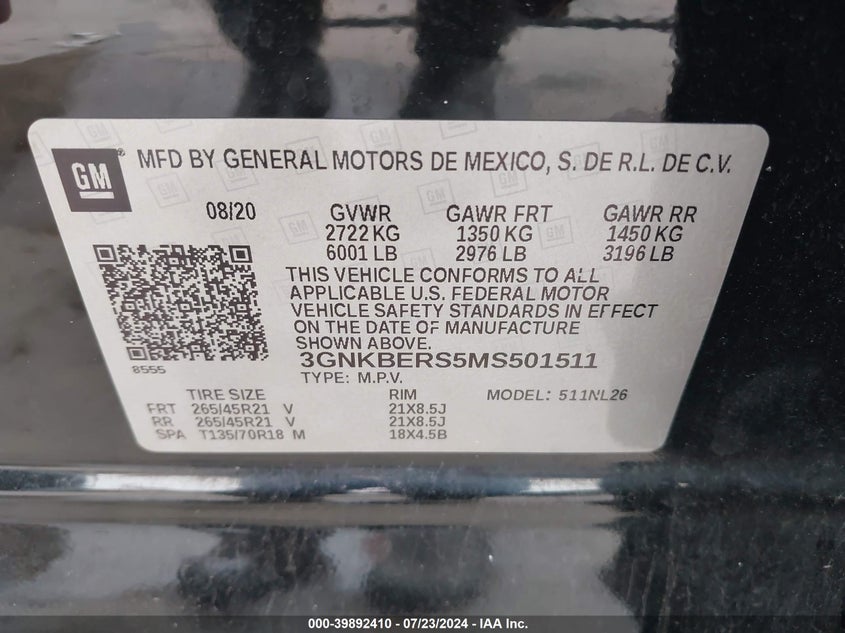 GM
MFD BY GENERAL MOTORS DE MEXICO, S. DE R.L. DE C.V.
08/20 GVWR GAWR FRT GAWR RR
2722 KG 1350 KG 1450 KG
6001 LB 2976 LB 3196 LB
THIS VEHICLE CONFORMS TO ALL
APPLICABLE U.S. FEDERAL MOTOR
VEHICLE SAFETY STANDARDS IN EFFECT
ON THE DATE OF MANUFACTURE
SHOWN ABOVE.
8555
3GNKBERS5MS501511
TYPE: M.P.V.
TIRE SIZE RIM MODEL: 511NL26
FRT 265/45R21 V 21X8.5J
RR 265/45R21 V 21X8.5J
SPA T135/70R18 M 18X4.5B
000-39892410 - 07/23/2024 - IAA Inc.